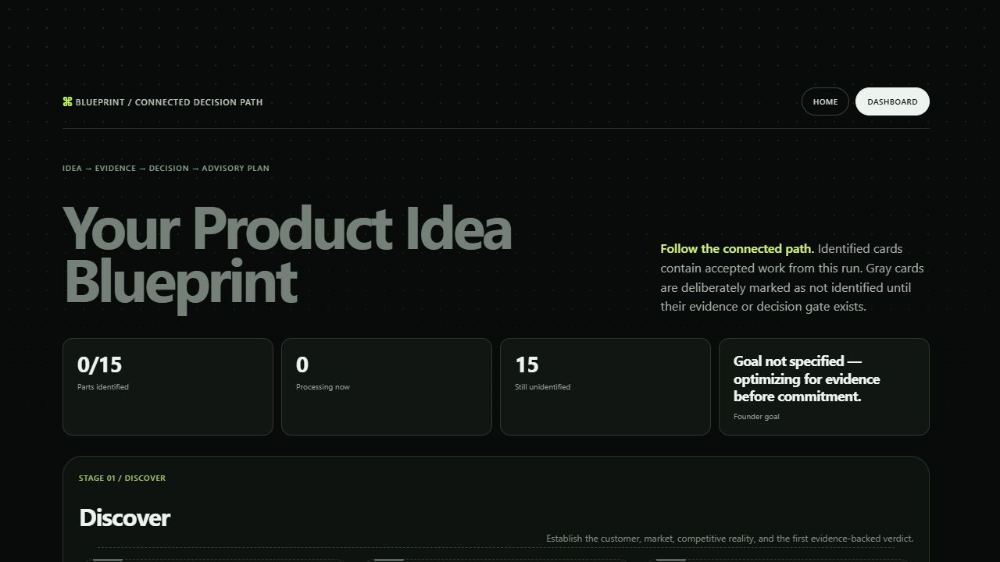 ⌘ BLUEPRINT / CONNECTED DECISION PATH
HOME
DASHBOARD
IDEA → EVIDENCE → DECISION → ADVISORY PLAN
Your Product Idea
Blueprint
Follow the connected path. Identified cards
contain accepted work from this run. Gray cards
are deliberately marked as not identified until
their evidence or decision gate exists.
0/15
Parts identified
0
Processing now
15
Still unidentified
Goal not specified —
optimizing for evidence
before commitment.
Founder goal
STAGE 01 / DISCOVER
Discover
Establish the customer, market, competitive reality, and the first evidence-backed verdict.